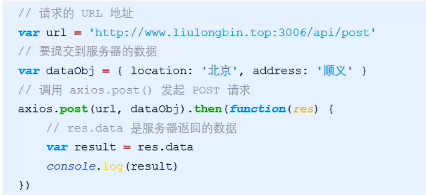 // 请求的 URL 地址
var url = 'http://www.liulongbin.top:3006/api/post'
// 要提交到服务器的数据
var dataObj = { location: '北京', address: '顺义' }
// 调用 axios.post() 发起 POST 请求
axios.post(url, dataObj).then(function(res) {
// res.data 是服务器返回的数据
var result = res.data
console.log(result)
})